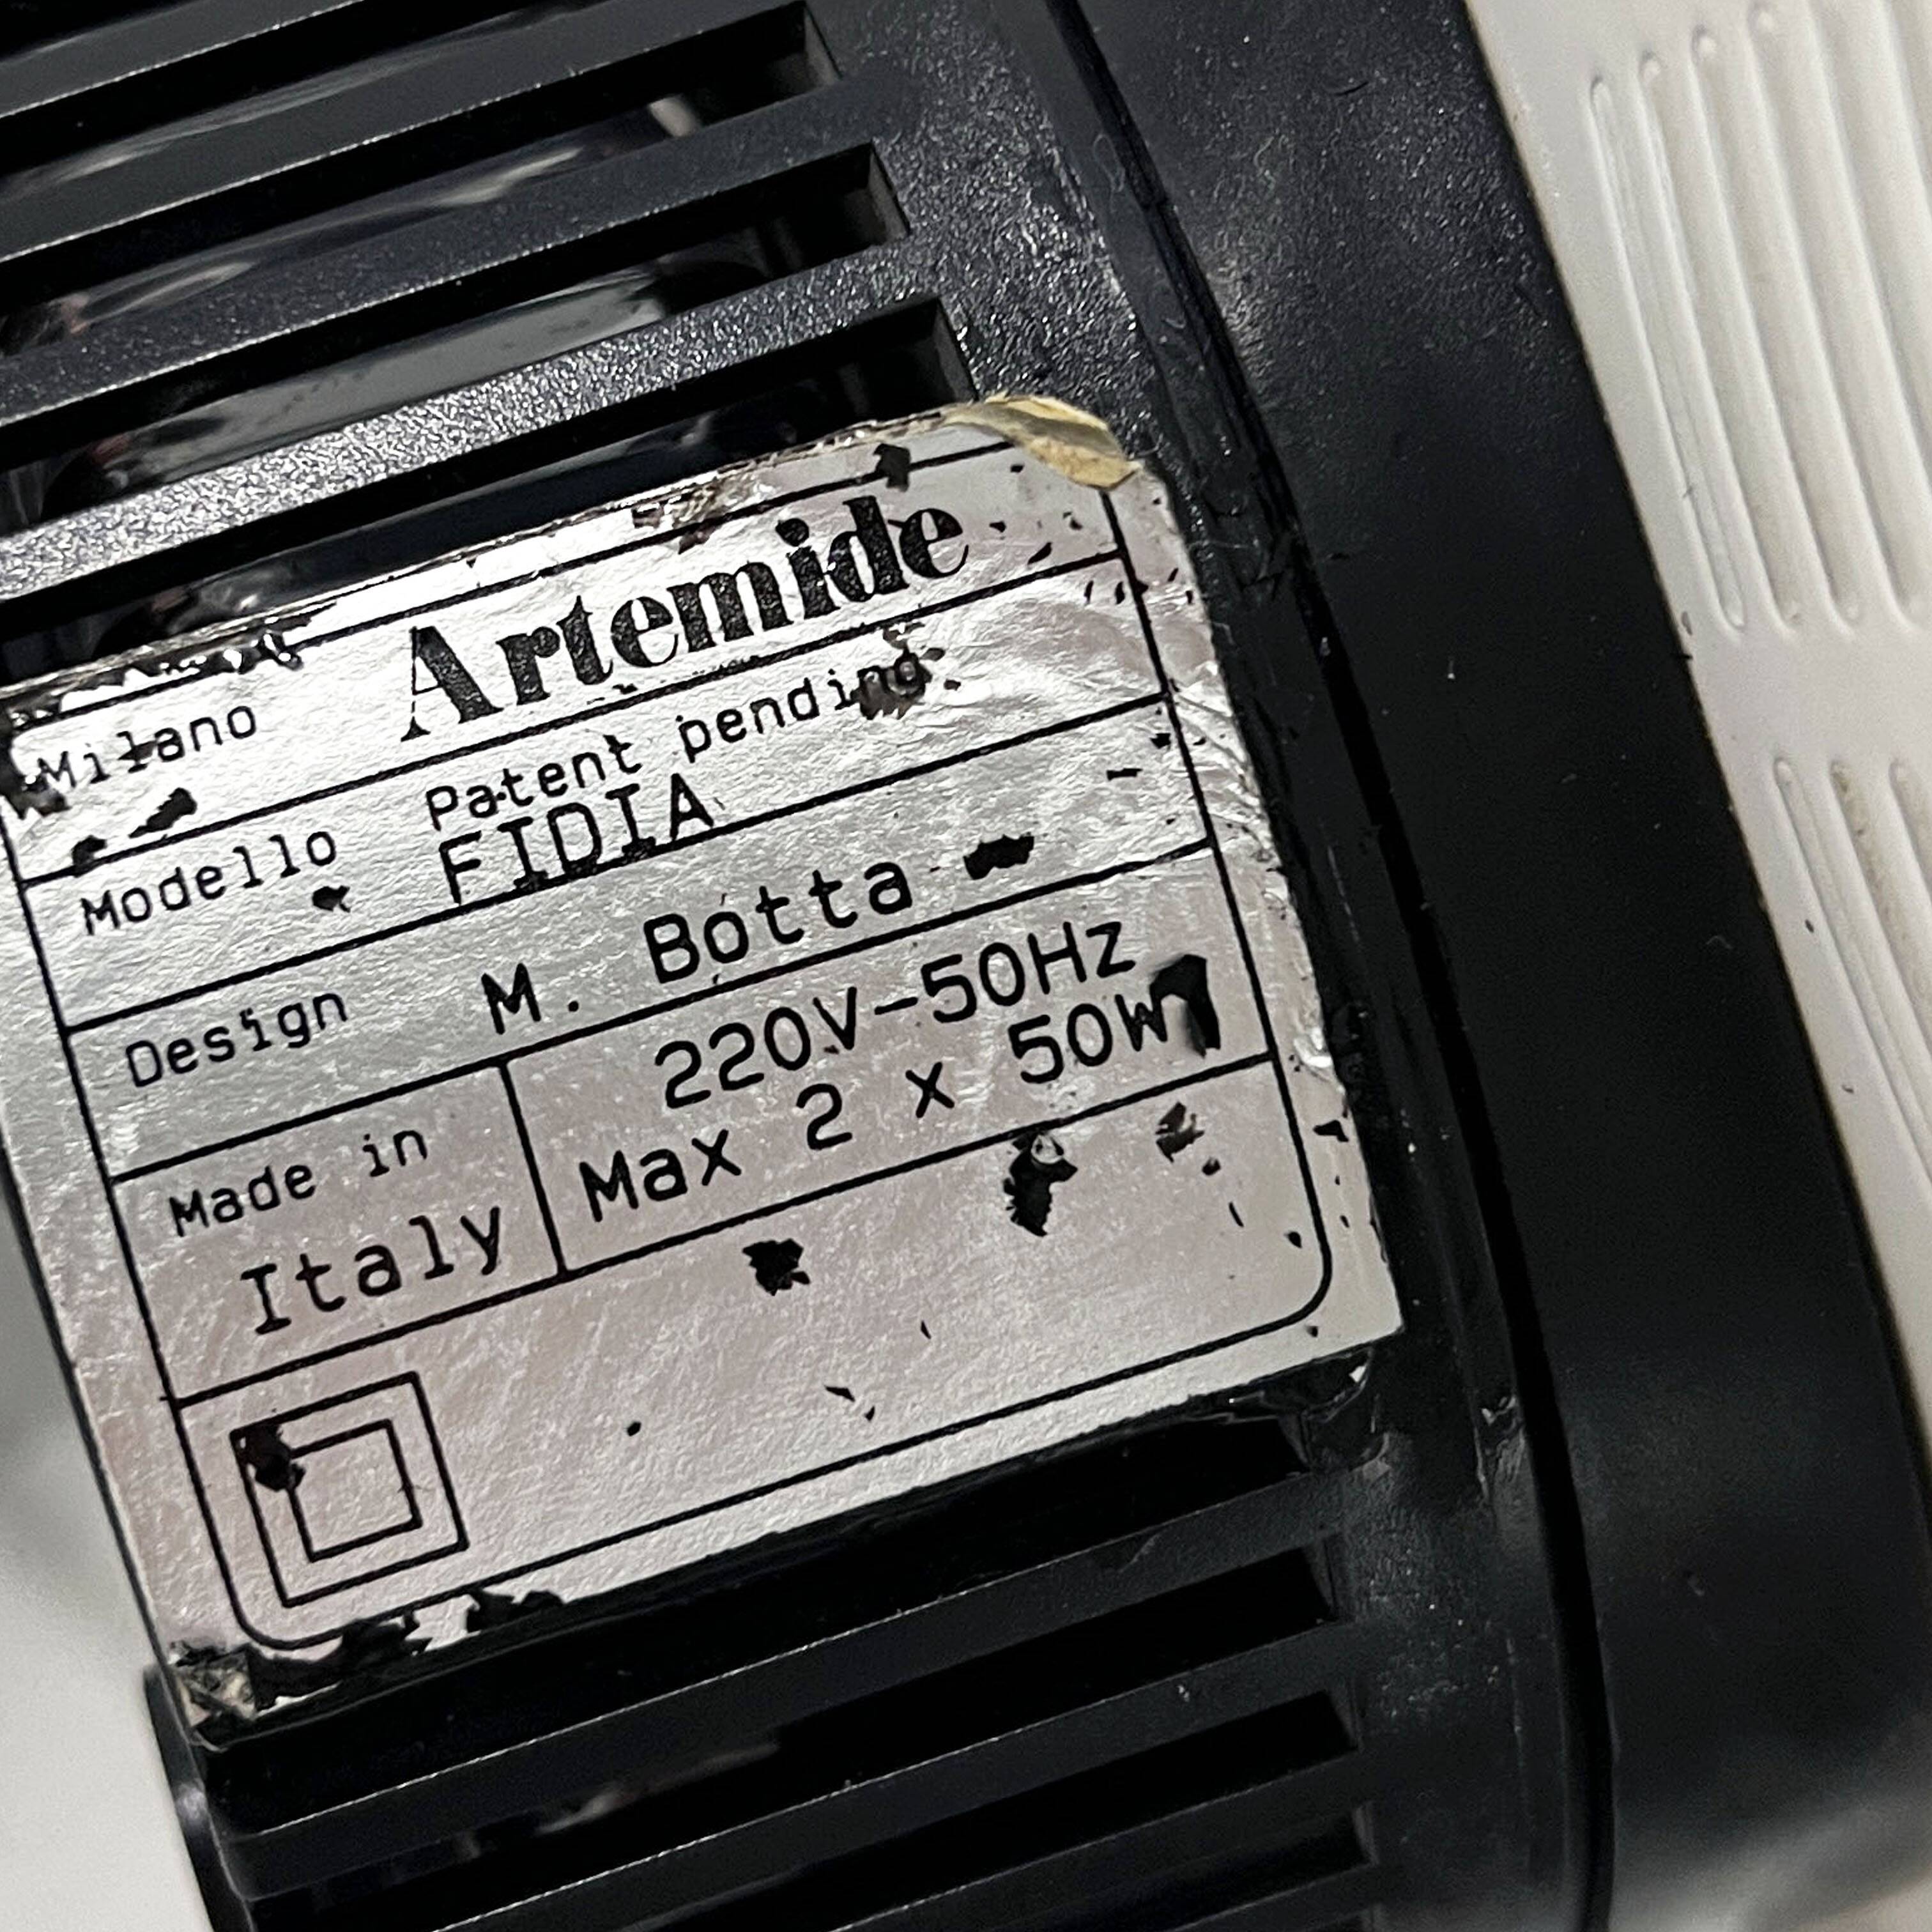 Milano Artemide
Patent pending
Modello FIDIA
Design M. Botta
Made in
Italy
220V-50Hz
Max 2 x 50W